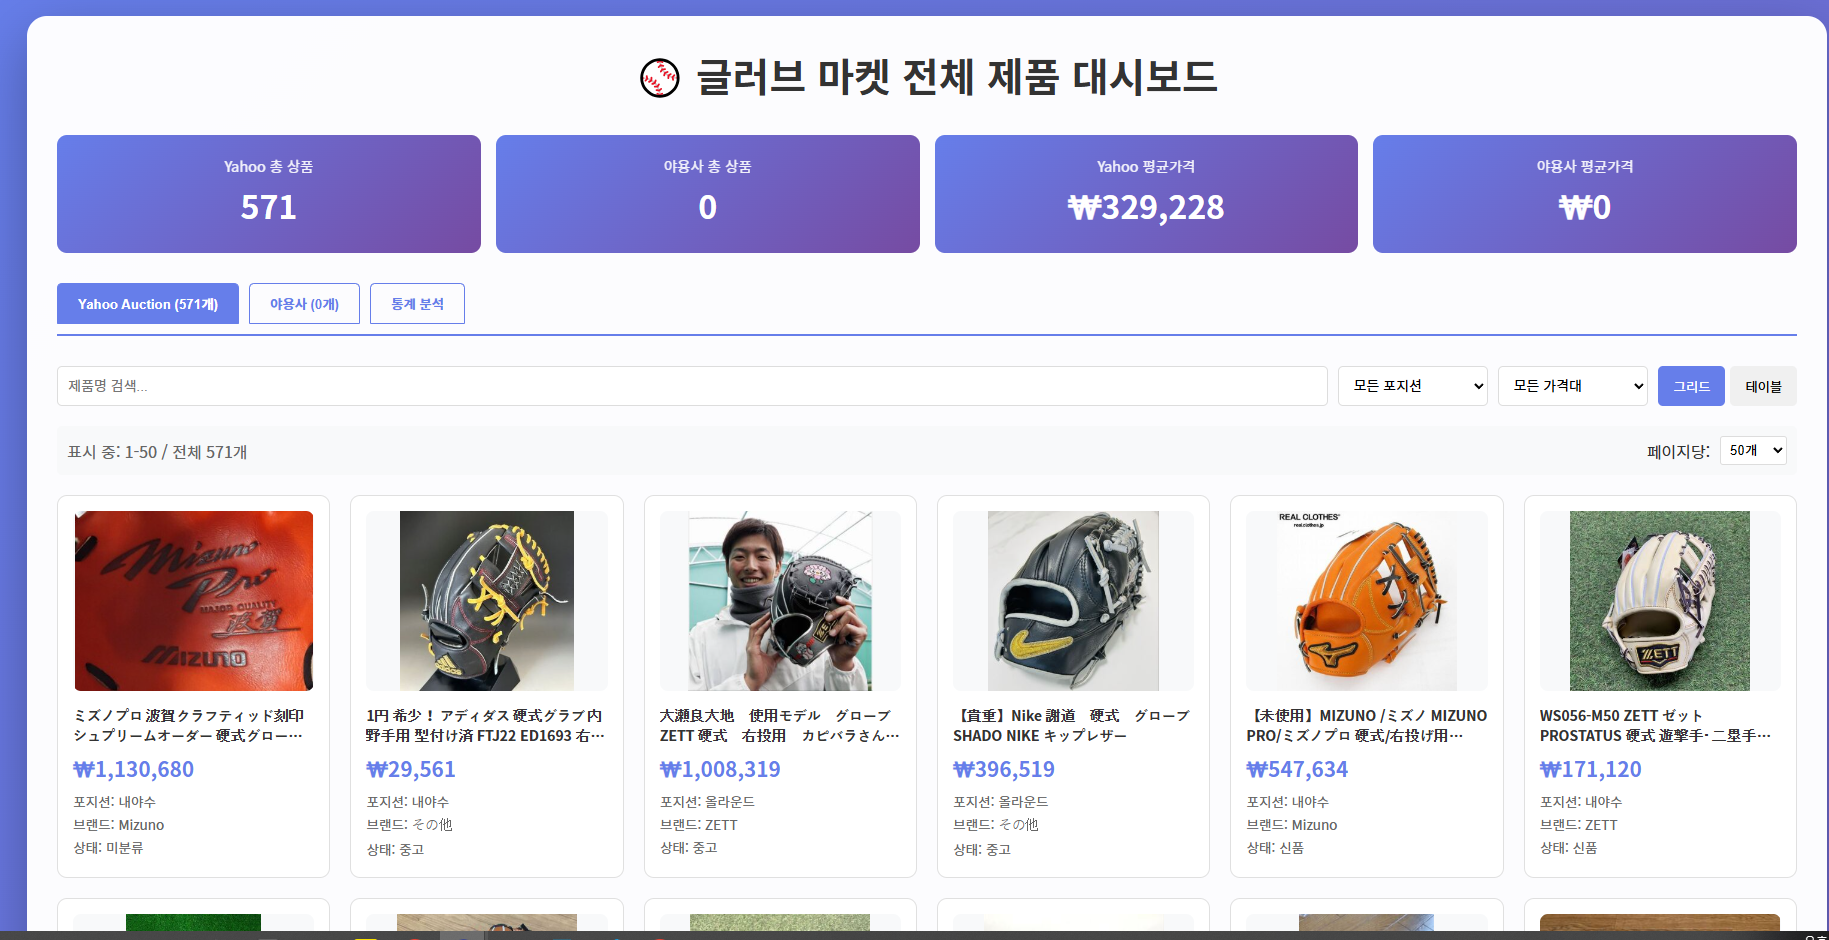 글러브 마켓 전체 제품 대시보드
Yahoo 총 상품
571
야용사 총 상품
0
Yahoo 평균가격
₩329,228
야용사 평균가격
₩0
Yahoo Auction (571개)
야용사 (0개)
통계 분석
제품명 검색...
모든 포지션
모든 가격대
그리드
테이블
표시 중: 1-50 / 전체 571개
페이지당:
50개
Mizuno
Pro
MAJOR QUALITY
波賀
MIZUNO
ミズノプロ 波賀クラフティッド刻印
シュプリームオーダー 硬式グロー…
₩1,130,680
포지션: 내야수
브랜드: Mizuno
상태: 미분류
1円 希少！ アディダス 硬式グラブ 内
野手用 型付け済 FTJ22 ED1693 右…
₩29,561
포지션: 내야수
브랜드: その他
상태: 중고
大瀬良大地　使用モデル　グローブ
ZETT 硬式　右投用　カピバラさん…
₩1,008,319
포지션: 올라운드
브랜드: ZETT
상태: 중고
【貴重】Nike 謝道　硬式　グローブ
SHADO NIKE キップレザー
₩396,519
포지션: 올라운드
브랜드: その他
상태: 중고
REAL CLOTHES
realclothes.jp
【未使用】MIZUNO /ミズノ MIZUNO
PRO/ミズノプロ 硬式/右投げ用…
₩547,634
포지션: 내야수
브랜드: Mizuno
상태: 신품
ZETT
WS056-M50 ZETT ゼット
PROSTATUS 硬式 遊撃手･二塁手…
₩171,120
포지션: 내야수
브랜드: ZETT
상태: 신품